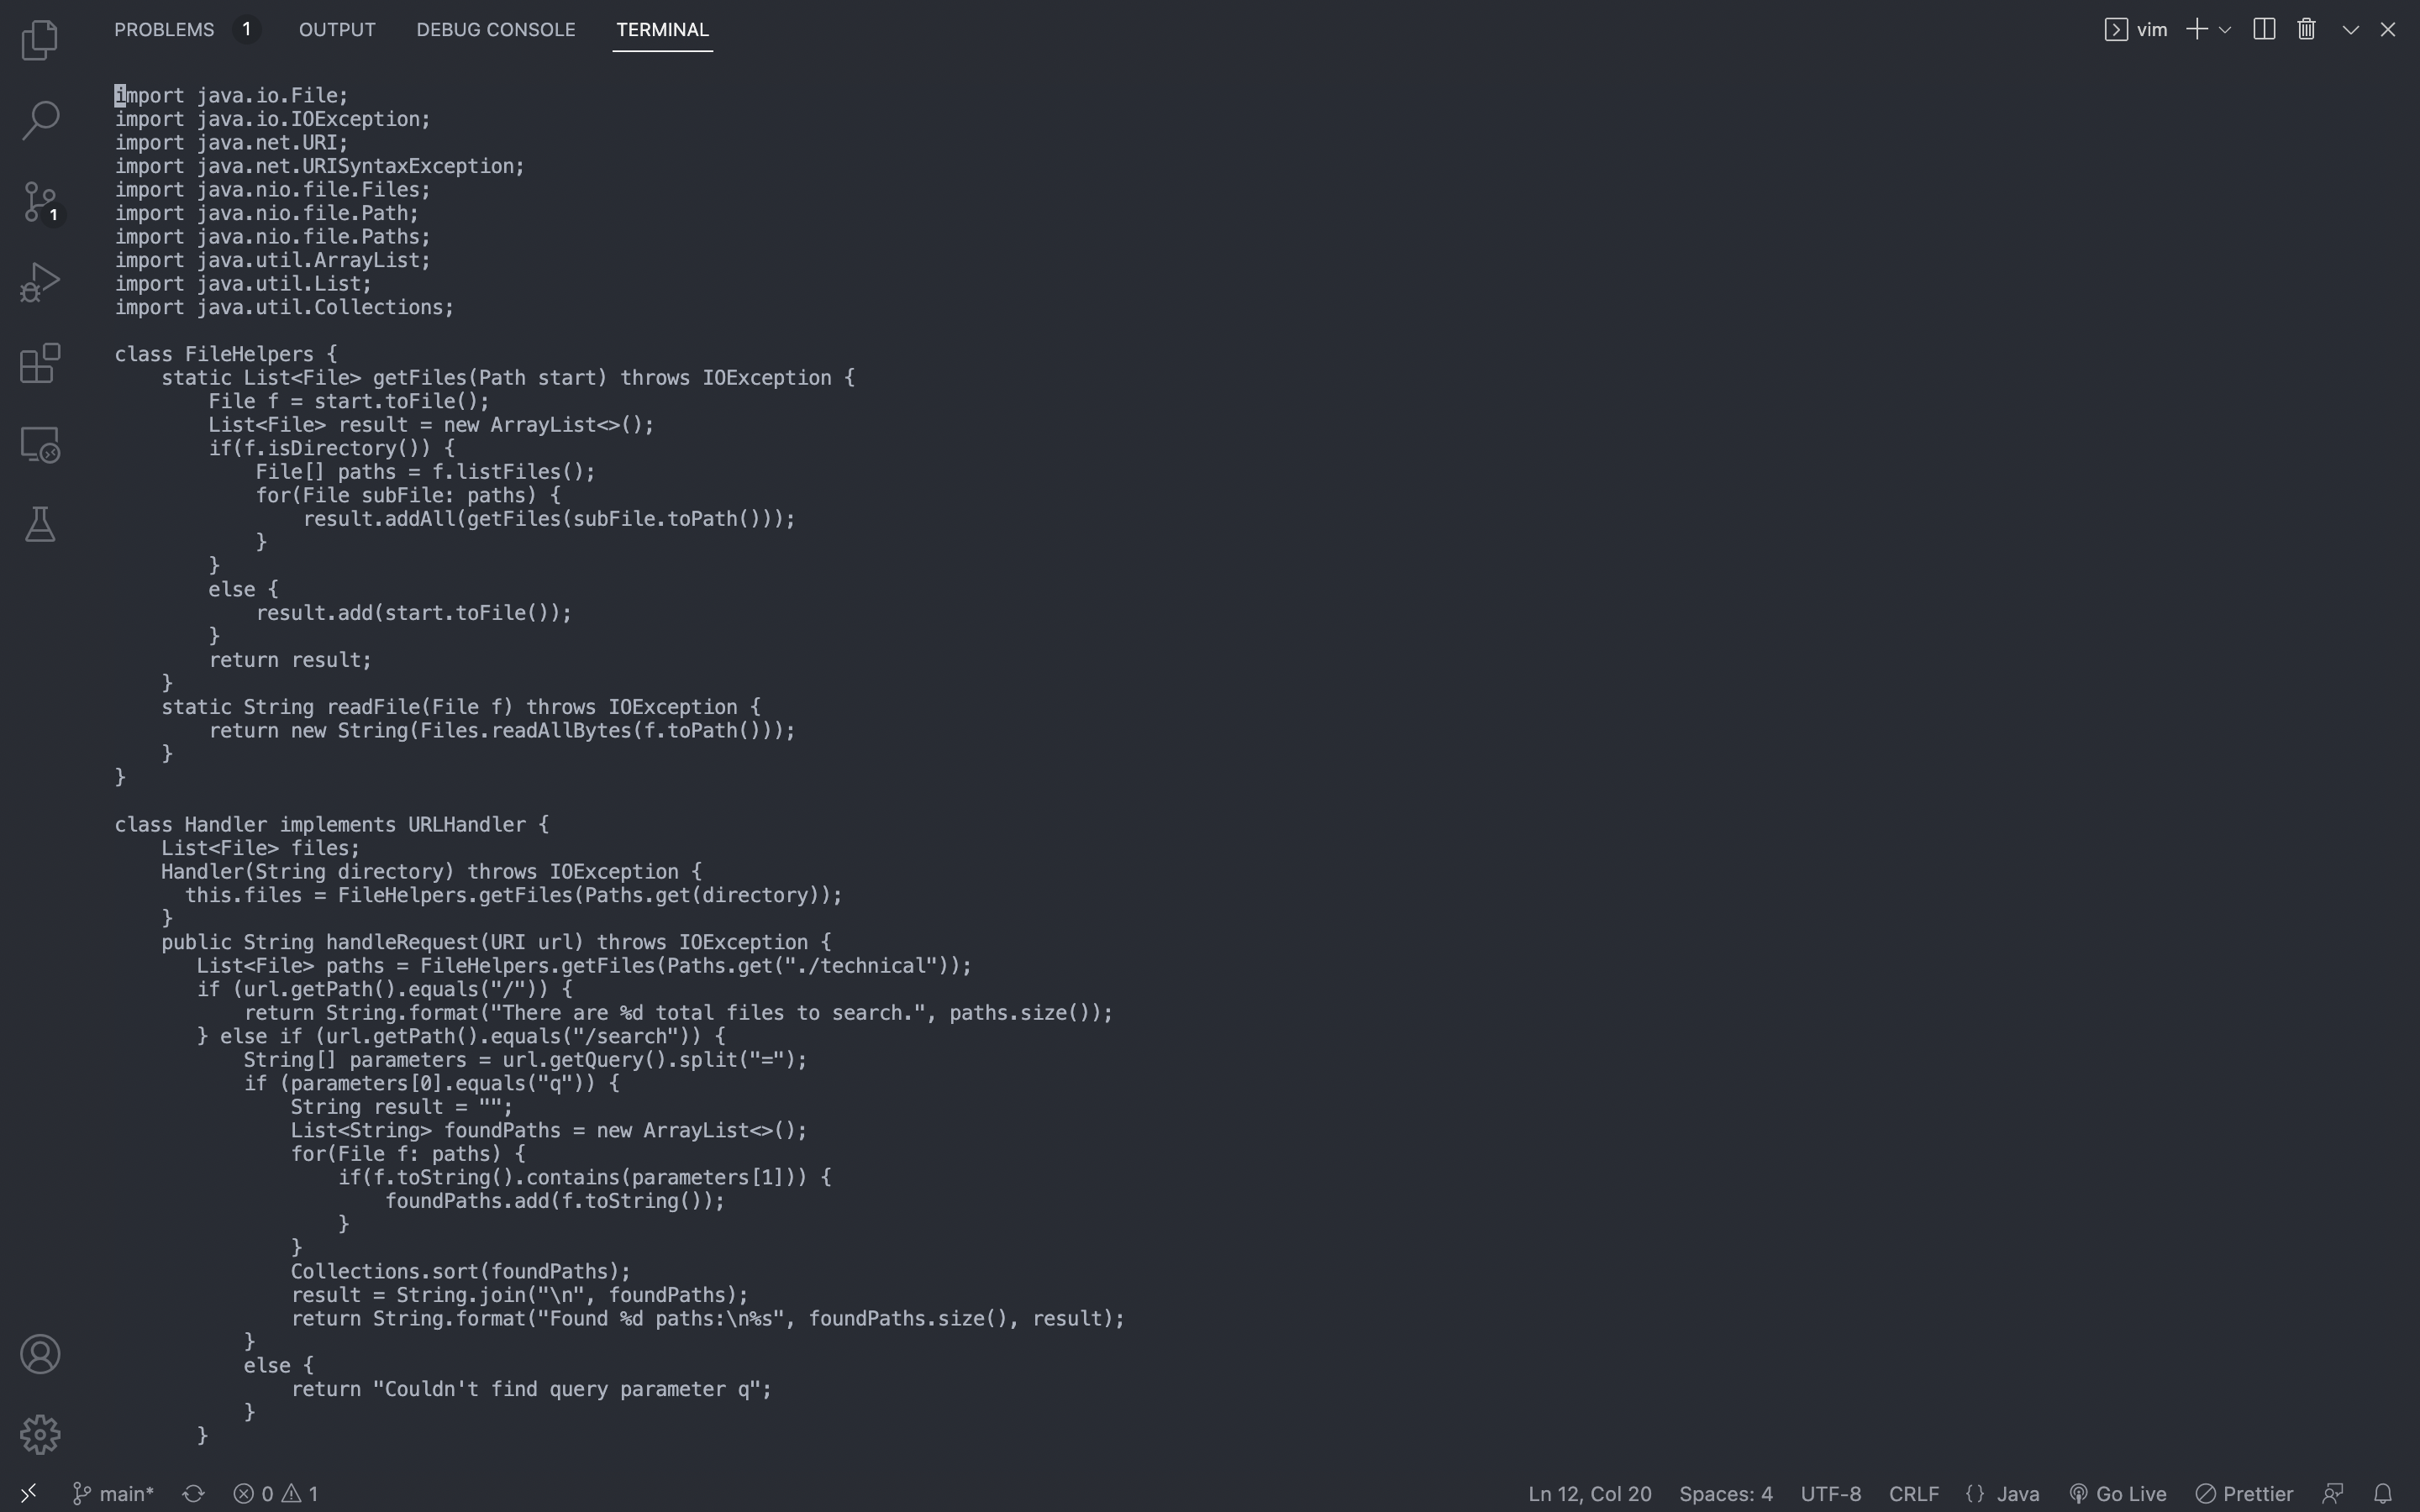 PROBLEMS 1 OUTPUT DEBUG CONSOLE TERMINAL vim
import java.io.File;
import java.io.IOException;
import java.net.URI;
import java.net.URISyntaxException;
import java.nio.file.Files;
import java.nio.file.Path;
import java.nio.file.Paths;
import java.util.ArrayList;
import java.util.List;
import java.util.Collections;

class FileHelpers {
    static List<File> getFiles(Path start) throws IOException {
        File f = start.toFile();
        List<File> result = new ArrayList<>();
        if(f.isDirectory()) {
            File[] paths = f.listFiles();
            for(File subFile: paths) {
                result.addAll(getFiles(subFile.toPath()));
            }
        }
        else {
            result.add(start.toFile());
        }
        return result;
    }
    static String readFile(File f) throws IOException {
        return new String(Files.readAllBytes(f.toPath()));
    }
}

class Handler implements URLHandler {
    List<File> files;
    Handler(String directory) throws IOException {
      this.files = FileHelpers.getFiles(Paths.get(directory));
    }
    public String handleRequest(URI url) throws IOException {
       List<File> paths = FileHelpers.getFiles(Paths.get("./technical"));
       if (url.getPath().equals("/")) {
           return String.format("There are %d total files to search.", paths.size());
       } else if (url.getPath().equals("/search")) {
           String[] parameters = url.getQuery().split("=");
           if (parameters[0].equals("q")) {
               String result = "";
               List<String> foundPaths = new ArrayList<>();
               for(File f: paths) {
                   if(f.toString().contains(parameters[1])) {
                       foundPaths.add(f.toString());
                   }
               }
               Collections.sort(foundPaths);
               result = String.join("\n", foundPaths);
               return String.format("Found %d paths:\n%s", foundPaths.size(), result);
           }
           else {
               return "Couldn't find query parameter q";
           }
       }
1
main* 0 1 Ln 12, Col 20 Spaces: 4 UTF-8 CRLF {} Java Go Live Prettier